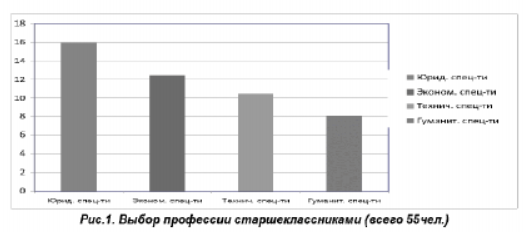 18
16
14
12
10
8
6
4
2
0
Юрид. спец-ти Эконом. спец-ти Технич. спец-ти Гуманит. спец-ти
Юрид. спец-ти
Эконом. спец-ти
Технич. спец-ти
Гуманит. спец-ти
Рис.1. Выбор профессии старшеклассниками (всего 55чел.)